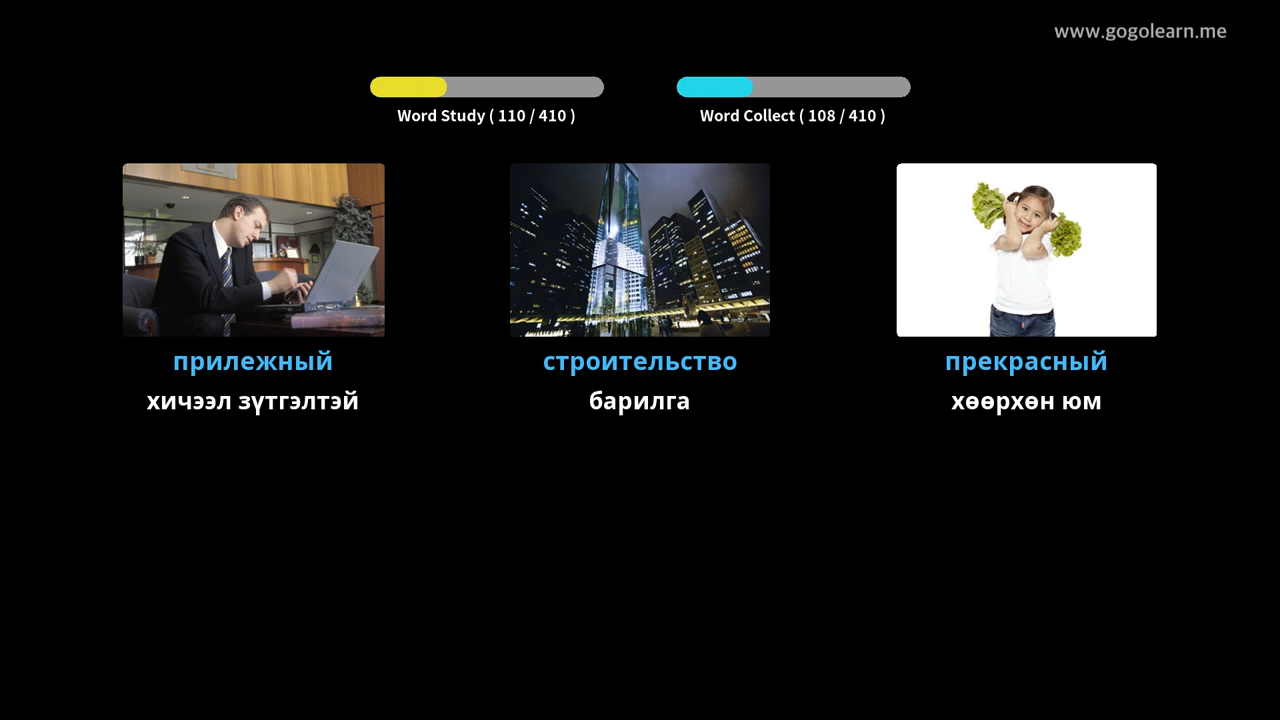 www.gogolearn.me
Word Study ( 110 / 410 )
Word Collect ( 108 / 410 )
прилежный
строительство
прекрасный
хичээл зүтгэлтэй
барилга
хөөрхөн юм